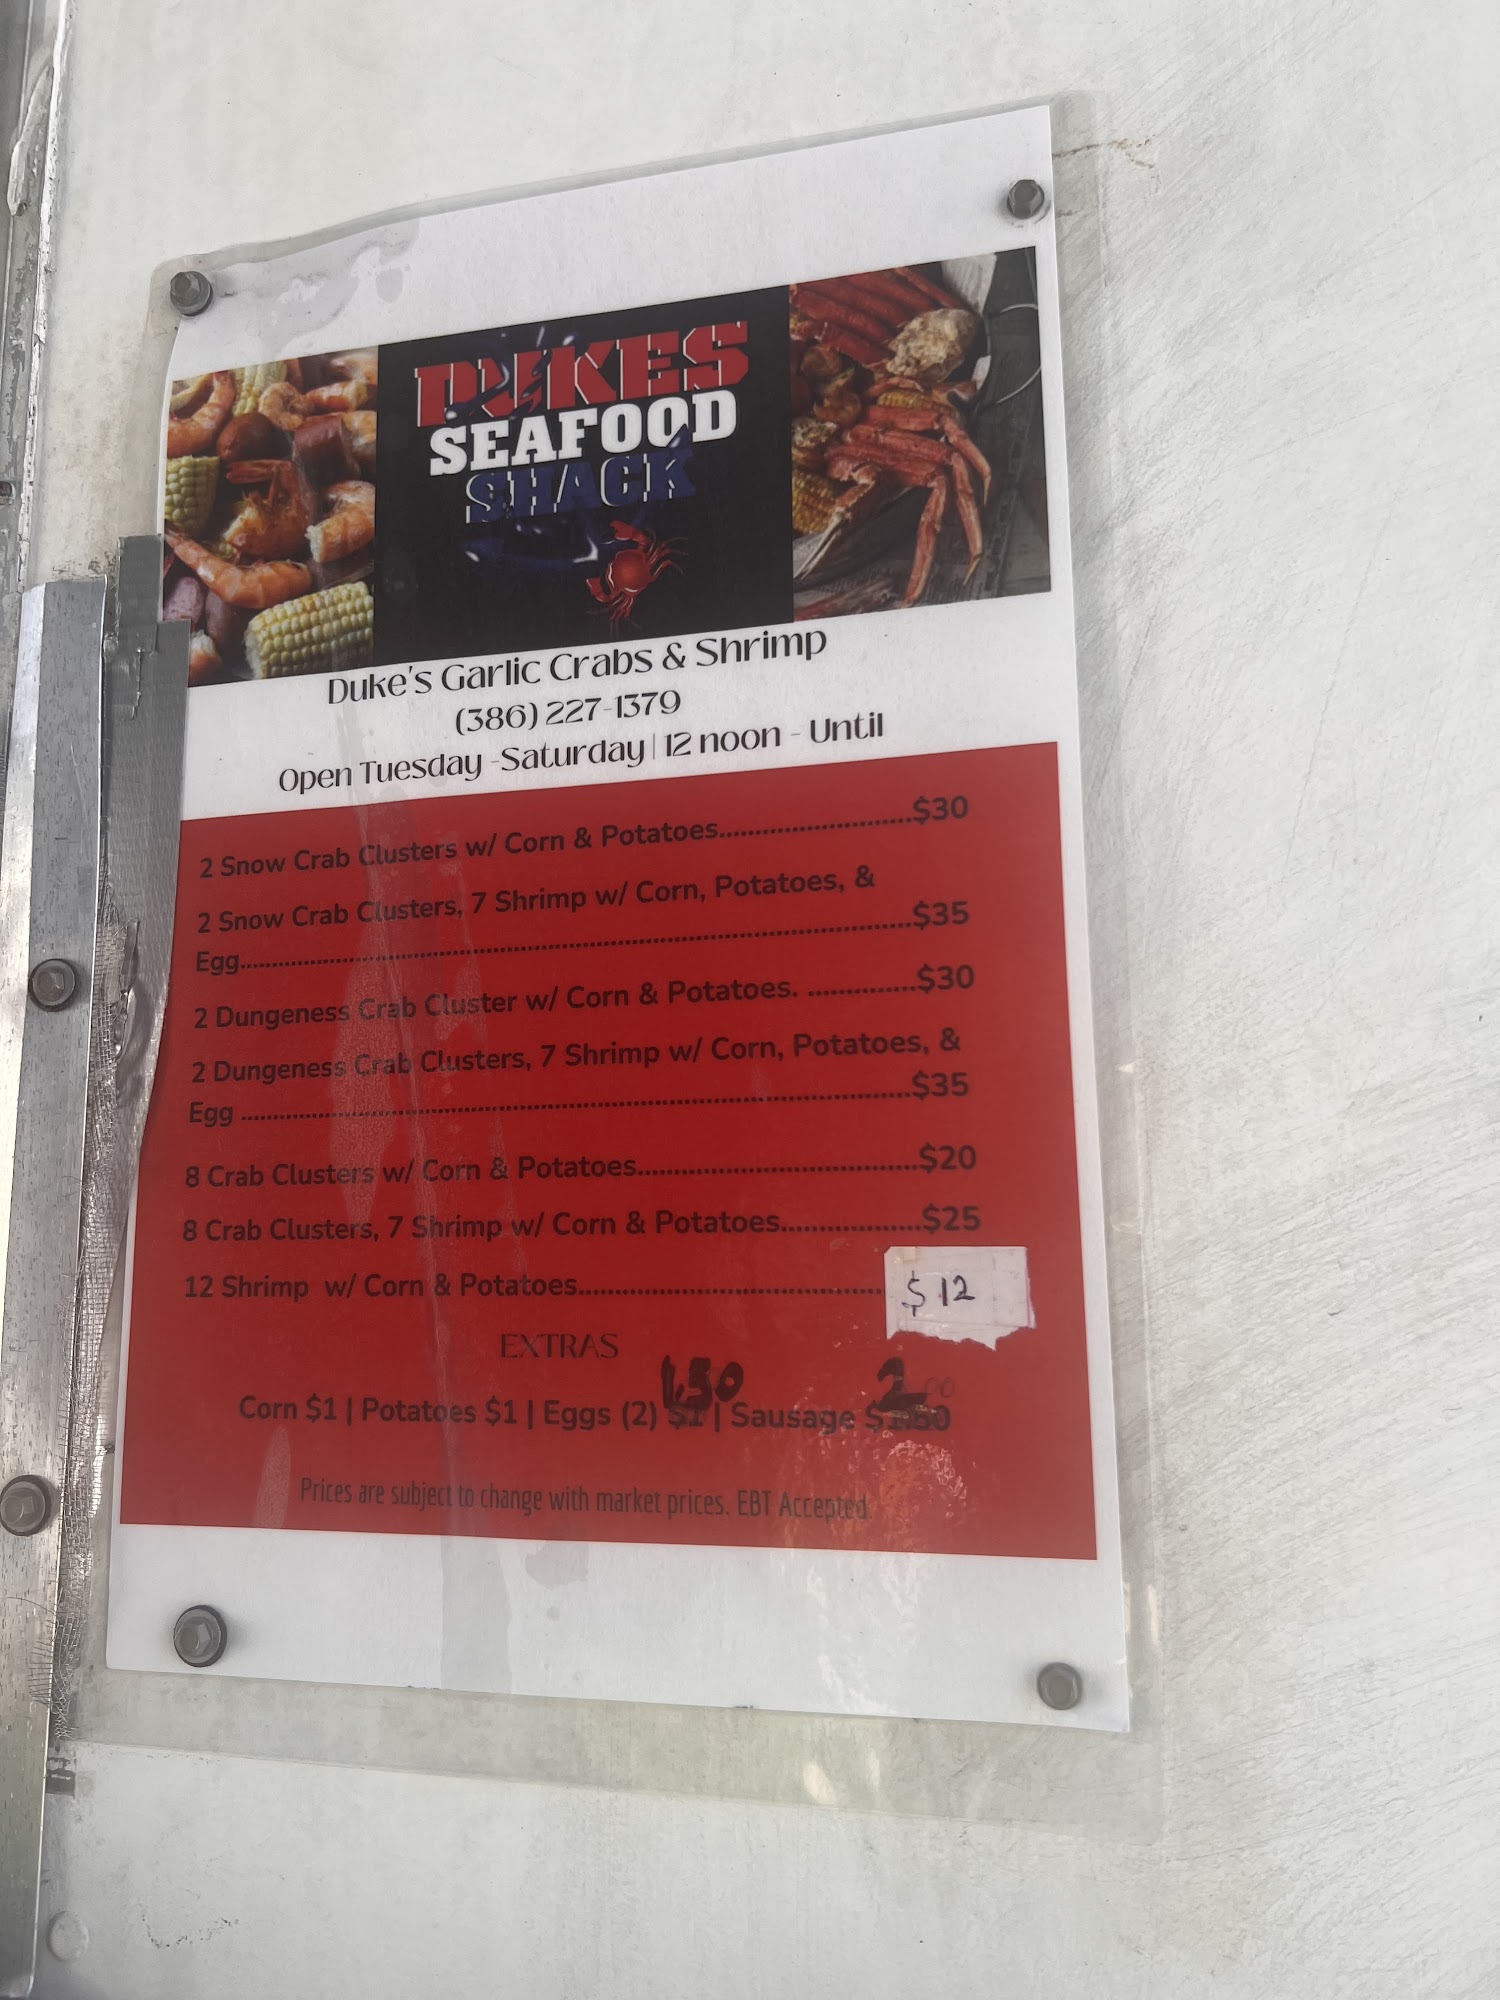 DUKES
SEAFOOD
SHACK
Duke's Garlic Crabs & Shrimp
(386) 227-1379
Open Tuesday -Saturday | 12 noon - Until
2 Snow Crab Clusters w/ Corn & Potatoes..........................$30
2 Snow Crab Clusters, 7 Shrimp w/ Corn, Potatoes, &
Egg..........................................................................................$35
2 Dungeness Crab Cluster w/ Corn & Potatoes. ..............$30
2 Dungeness Crab Clusters, 7 Shrimp w/ Corn, Potatoes, &
Egg ..........................................................................................$35
8 Crab Clusters w/ Corn & Potatoes.....................................$20
8 Crab Clusters, 7 Shrimp w/ Corn & Potatoes...................$25
12 Shrimp w/ Corn & Potatoes........................................$12
EXTRAS
1.50 2.00
Corn $1 | Potatoes $1 | Eggs (2) $1 | Sausage $1.50
Prices are subject to change with market prices. EBT Accepted.